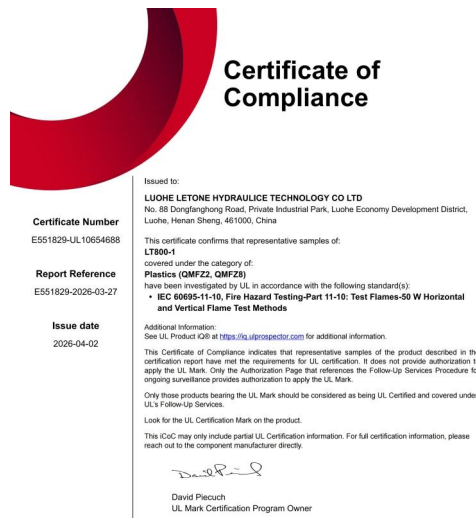 Certificate of
Compliance
Issued to:
LUOHE LETONE HYDRAULICE TECHNOLOGY CO LTD
No. 88 Dongfanghong Road, Private Industrial Park, Luohe Economy Development District,
Luohe, Henan Sheng, 461000, China
Certificate Number
E551829-UL10654688
Report Reference
E551829-2026-03-27
Issue date
2026-04-02
This certificate confirms that representative samples of:
LT800-1
covered under the category of:
Plastics (QMFZ2, QMFZ8)
have been investigated by UL in accordance with the following standard(s):
• IEC 60695-11-10, Fire Hazard Testing-Part 11-10: Test Flames-50 W Horizontal
and Vertical Flame Test Methods
Additional Information:
See UL Product iQ® at https://iq.ulprospector.com for additional information.
This Certificate of Compliance indicates that representative samples of the product described in the
certification report have met the requirements for UL certification. It does not provide authorization t
apply the UL Mark. Only the Authorization Page that references the Follow-Up Services Procedure fo
ongoing surveillance provides authorization to apply the UL Mark.
Only those products bearing the UL Mark should be considered as being UL Certified and covered unde
UL's Follow-Up Services.
Look for the UL Certification Mark on the product.
This iCoC may only include partial UL Certification information. For full certification information, please
reach out to the component manufacturer directly.
David Piecuch
UL Mark Certification Program Owner